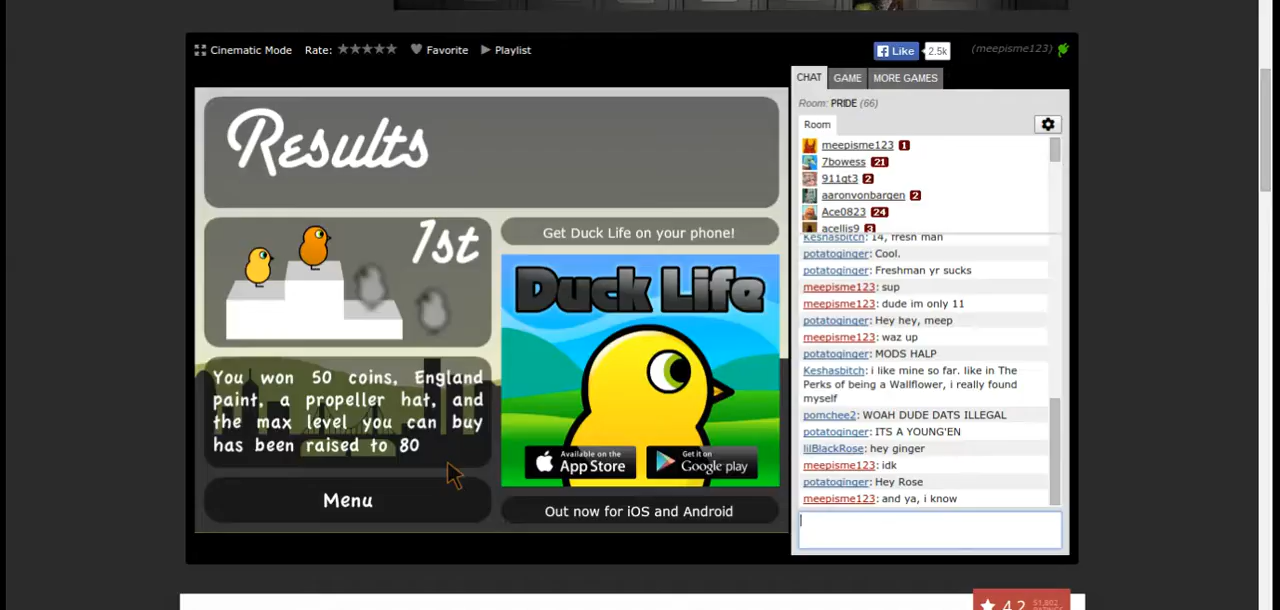 Cinematic Mode Rate: Favorite Playlist Like 2.5k (meepisme123)
Results
1st
You won 50 coins, England
paint, a propeller hat, and
the max level you can buy
has been raised to 80
Menu
Get Duck Life on your phone!
Duck Life
Available on the
App Store
Get it on
Google play
Out now for iOS and Android
CHAT GAME MORE GAMES
Room: PRIDE (66)
Room
meepisme123 1
7bowess 21
911gt3 2
aaronvonbargen 2
Ace0823 24
acellis9 3
Keshasbitch: 14, fresh man
potatoginger: Cool.
potatoginger: Freshman yr sucks
meepisme123: sup
meepisme123: dude im only 11
potatoginger: Hey hey, meep
meepisme123: waz up
potatoginger: MODS HALP
Keshasbitch: i like mine so far. like in The
Perks of being a Wallflower, i really found
myself
pomchee2: WOAH DUDE DATS ILLEGAL
potatoginger: ITS A YOUNG'EN
lilBlackRose: hey ginger
meepisme123: idk
potatoginger: Hey Rose
meepisme123: and ya, i know
4.2 51,802
RATINGS